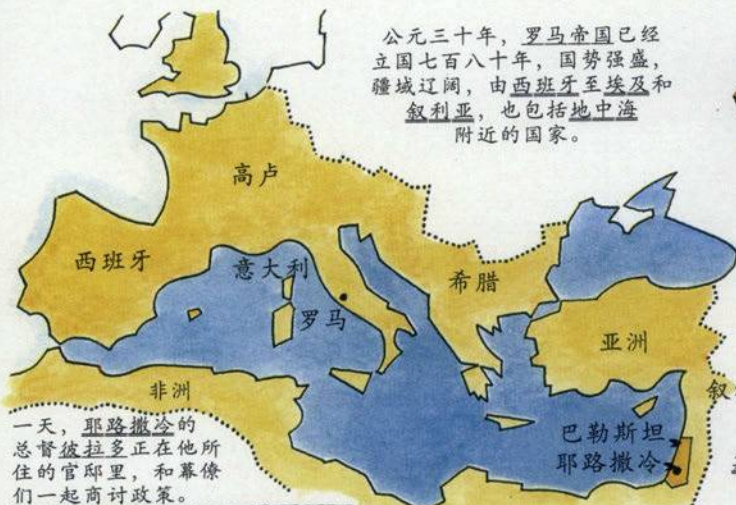 公元三十年，罗马帝国已经
立国七百八十年，国势强盛，
疆域辽阔，由西班牙至埃及和
叙利亚，也包括地中海
附近的国家。
高卢
西班牙
意大利
希腊
罗马
亚洲
非洲
叙
巴勒斯坦
耶路撒冷
一天，耶路撒冷的
总督彼拉多正在他所
住的官邸里，和幕僚
们一起商讨政策。